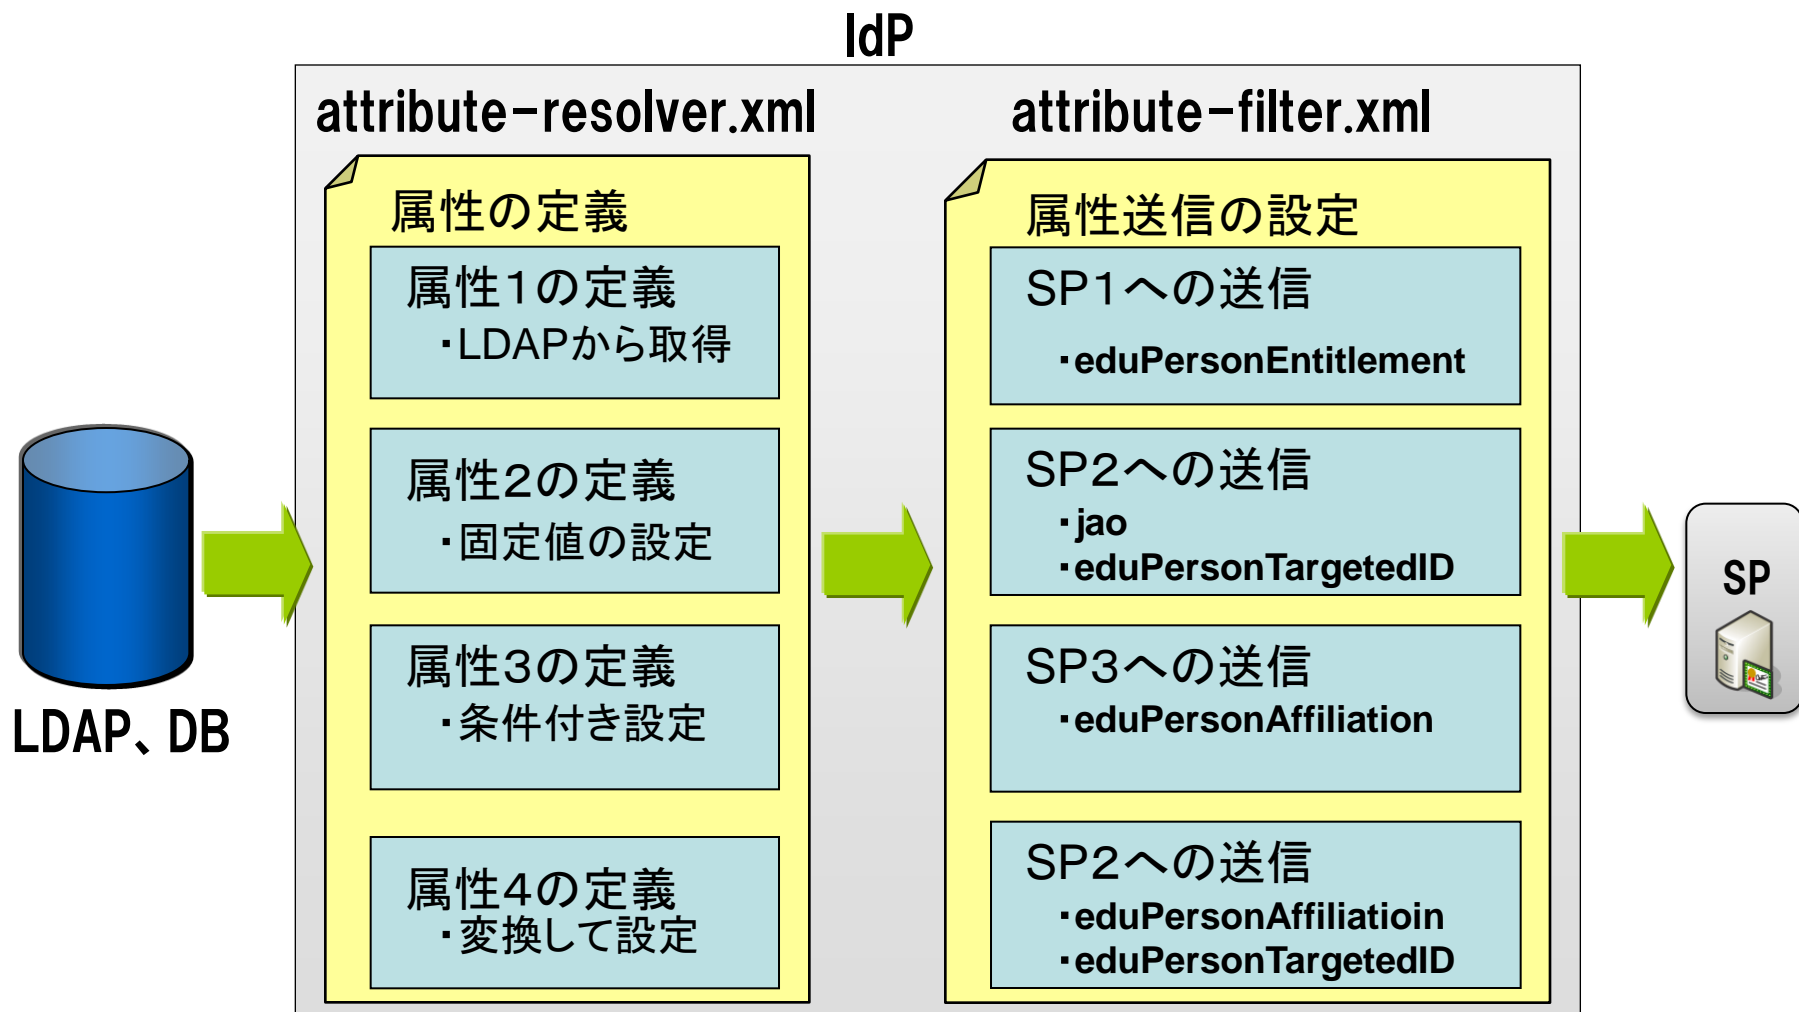 IdP
attribute-resolver.xml
属性の定義
属性1の定義
・LDAPから取得
属性2の定義
・固定値の設定
属性3の定義
・条件付き設定
属性4の定義
・変換して設定
attribute-filter.xml
属性送信の設定
SP1への送信
・eduPersonEntitlement
SP2への送信
・jao
・eduPersonTargetedID
SP3への送信
・eduPersonAffiliation
SP2への送信
・eduPersonAffiliatioin
・eduPersonTargetedID
LDAP、DB
SP